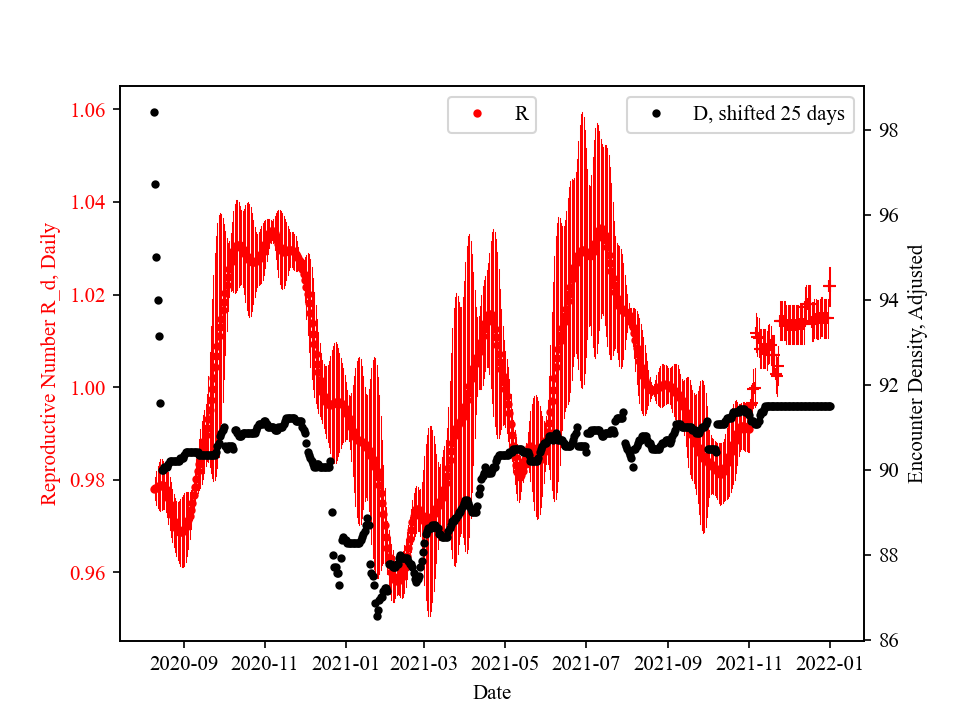 R
D, shifted 25 days
Reproductive Number R_d, Daily
1.06
1.04
1.02
1.00
0.98
0.96
98
96
94
92
90
88
86
Encounter Density, Adjusted
2020-09 2020-11 2021-01 2021-03 2021-05 2021-07 2021-09 2021-11 2022-01
Date